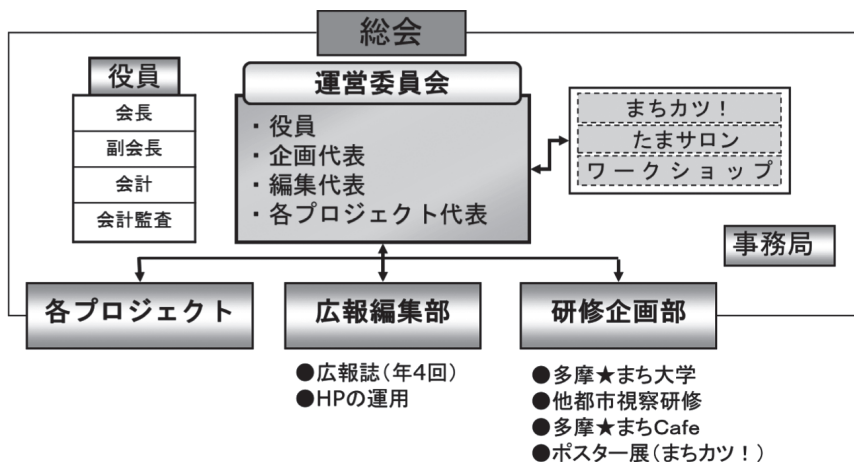 総会
役員
会長
副会長
会計
会計監査
運営委員会
・役員
・企画代表
・編集代表
・各プロジェクト代表
まちカツ！
たまサロン
ワークショップ
事務局
各プロジェクト
広報編集部
●広報誌（年4回）
●HPの運用
研修企画部
●多摩★まち大学
●他都市視察研修
●多摩★まちCafe
●ポスター展（まちカツ！）